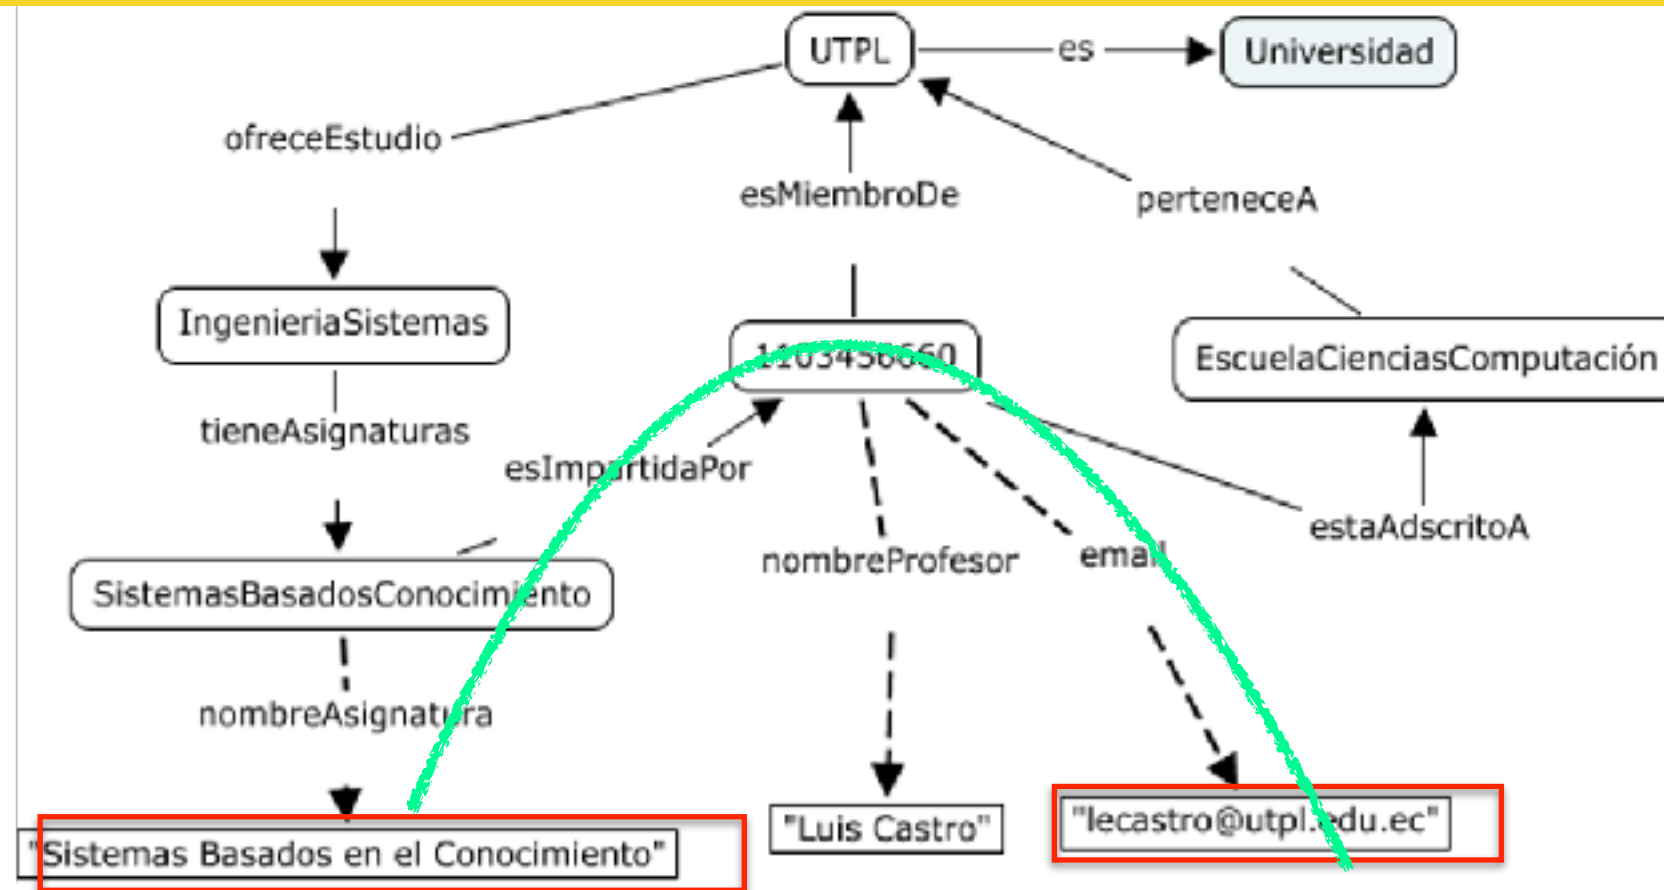 UTPL
es
Universidad
ofreceEstudio
esMiembroDe
perteneceA
IngenieriaSistemas
EscuelaCienciasComputación
tieneAsignaturas
esImpartidaPor
estaAdscritoA
nombreProfesor
email
SistemasBasadosConocimiento
nombreAsignatura
"Luis Castro"
"lecastro@utpl.edu.ec"
"Sistemas Basados en el Conocimiento"